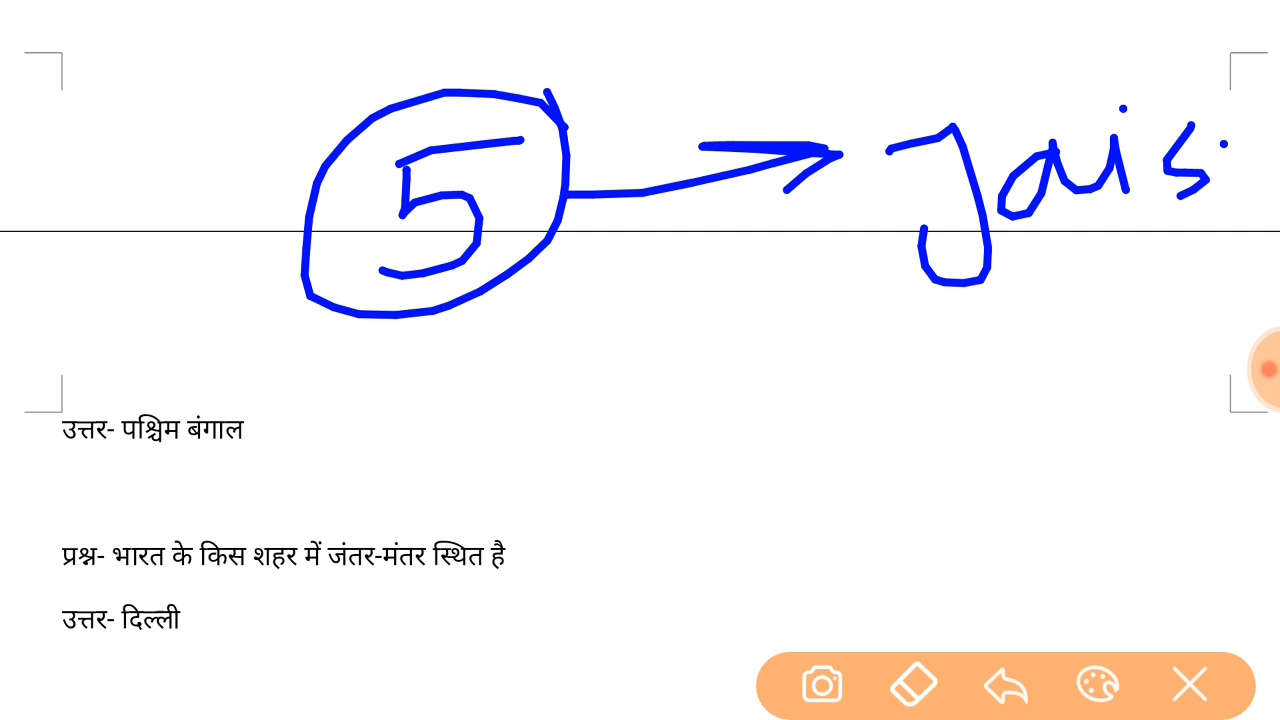 5 Jais.
उत्तर- पश्चिम बंगाल
प्रश्न- भारत के किस शहर में जंतर-मंतर स्थित है
उत्तर- दिल्ली